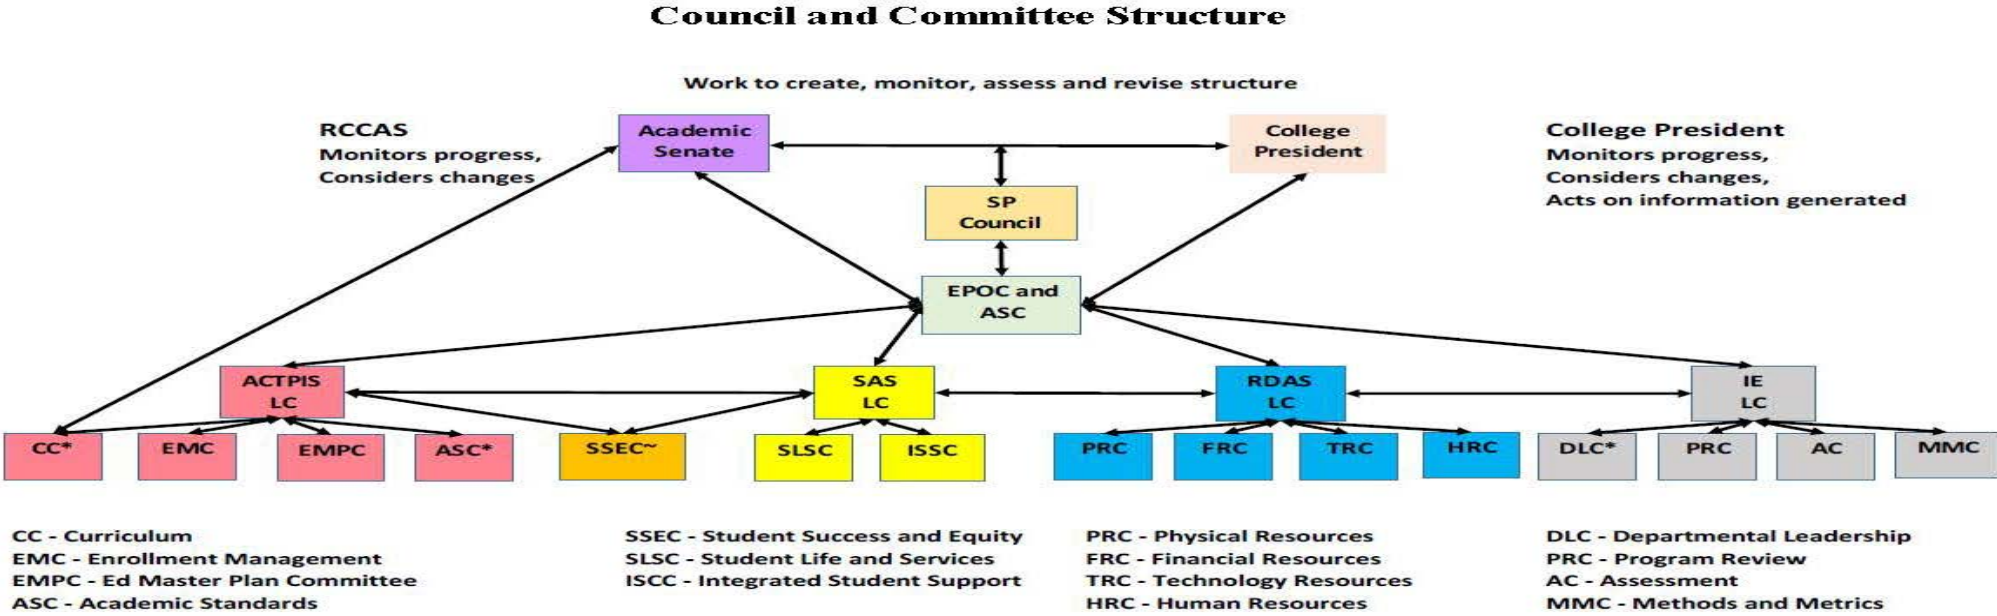 Council and Committee Structure
Work to create, monitor, assess and revise structure
RCCAS
Monitors progress,
Considers changes
Academic
Senate
College
President
College President
Monitors progress,
Considers changes,
Acts on information generated
SP
Council
EPOC and
ASC
ACTPIS
LC
SAS
LC
RDAS
LC
IE
LC
CC*
EMC
EMPC
ASC*
SSEC~
SLSC
ISSC
PRC
FRC
TRC
HRC
DLC*
PRC
AC
MMC
CC - Curriculum
EMC - Enrollment Management
EMPC - Ed Master Plan Committee
ASC - Academic Standards
SSEC - Student Success and Equity
SLSC - Student Life and Services
ISCC - Integrated Student Support
PRC - Physical Resources
FRC - Financial Resources
TRC - Technology Resources
HRC - Human Resources
DLC - Departmental Leadership
PRC - Program Review
AC - Assessment
MMC - Methods and Metrics